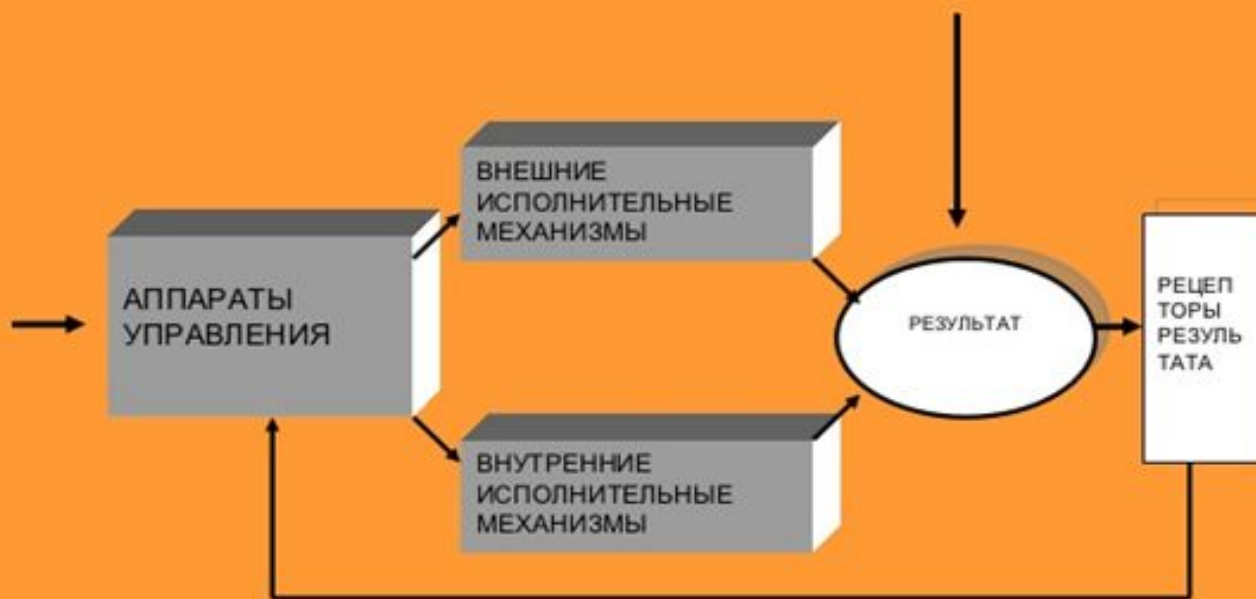 ВНЕШНИЕ
ИСПОЛНИТЕЛЬНЫЕ
МЕХАНИЗМЫ
АППАРАТЫ
УПРАВЛЕНИЯ
РЕЗУЛЬТАТ
РЕЦЕП
ТОРЫ
РЕЗУЛЬ
ТАТА
ВНУТРЕННИЕ
ИСПОЛНИТЕЛЬНЫЕ
МЕХАНИЗМЫ